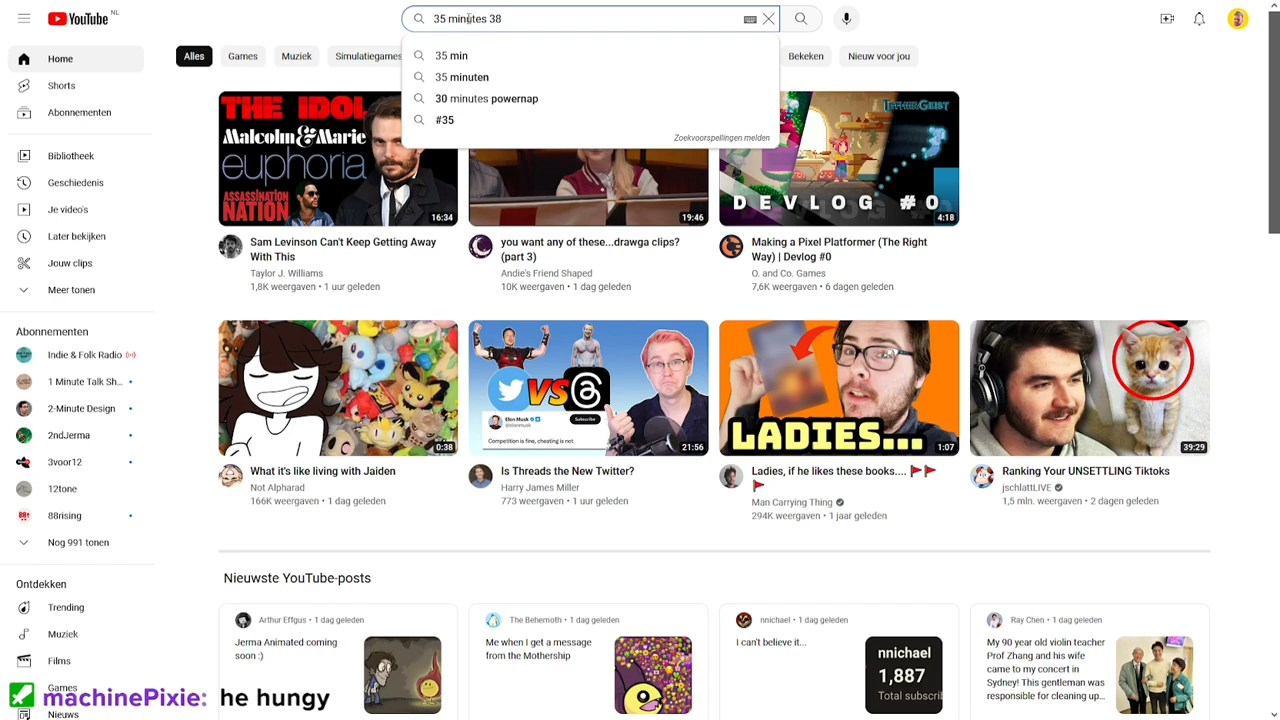 YouTube NL
35 minutes 38
35 min
35 minuten
30 minutes powernap
#35
Zoekvoorspellingen melden
Alles
Games
Muziek
Simulatiegames
Bekeken
Nieuw voor jou
Home
Shorts
Abonnementen
Bibliotheek
Geschiedenis
Je video's
Later bekijken
Jouw clips
Meer tonen
Abonnementen
Indie & Folk Radio
1 Minute Talk Sh...
2-Minute Design
2ndJerma
3voor12
12tone
88rising
Nog 991 tonen
Ontdekken
Trending
Muziek
Films
Games
Nieuws
THE IDOL
Malcolm & Marie
euphoria
ASSASSINATION
NATION
16:34
Sam Levinson Can't Keep Getting Away
With This
Taylor J. Williams
1,8K weergaven • 1 uur geleden
19:46
you want any of these...drawga clips?
(part 3)
Andie's Friend Shaped
10K weergaven • 1 dag geleden
TETHERGEIST
DEVLOG #0
4:18
Making a Pixel Platformer (The Right
Way) | Devlog #0
O. and Co. Games
7,6K weergaven • 6 dagen geleden
0:38
What it's like living with Jaiden
Not Alpharad
166K weergaven • 1 dag geleden
VS
Elon Musk
@elonmusk
Subscribe
Competition is fine, cheating is not
21:56
Is Threads the New Twitter?
Harry James Miller
773 weergaven • 1 uur geleden
LADIES...
1:07
Ladies, if he likes these books.... 🚩🚩
🚩
Man Carrying Thing
294K weergaven • 1 jaar geleden
39:29
Ranking Your UNSETTLING Tiktoks
jschlattLIVE
1,5 mln. weergaven • 2 dagen geleden
Nieuwste YouTube-posts
Arthur Effgus • 1 dag geleden
Jerma Animated coming
soon :)
The Behemoth • 1 dag geleden
Me when I get a message
from the Mothership
nnichael • 1 dag geleden
I can't believe it...
nnichael
1,887
Total subscri
Ray Chen • 1 dag geleden
My 90 year old violin teacher
Prof Zhang and his wife
came to my concert in
Sydney! This gentleman was
responsible for cleaning up...
machinePixie: he hungy